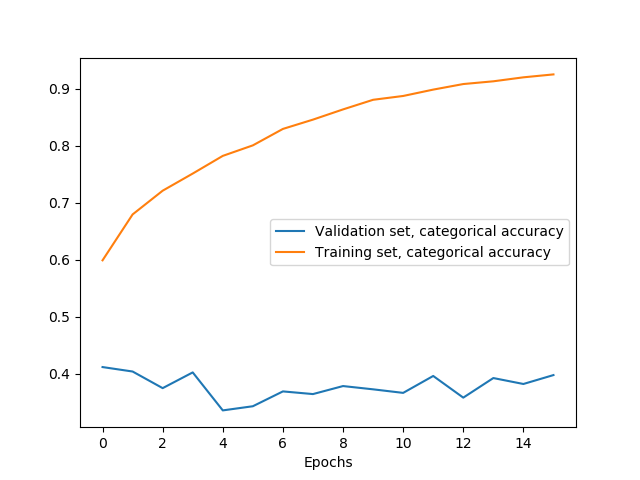 0.9
0.8
0.7
0.6
0.5
0.4
Validation set, categorical accuracy
Training set, categorical accuracy
0 2 4 6 8 10 12 14
Epochs